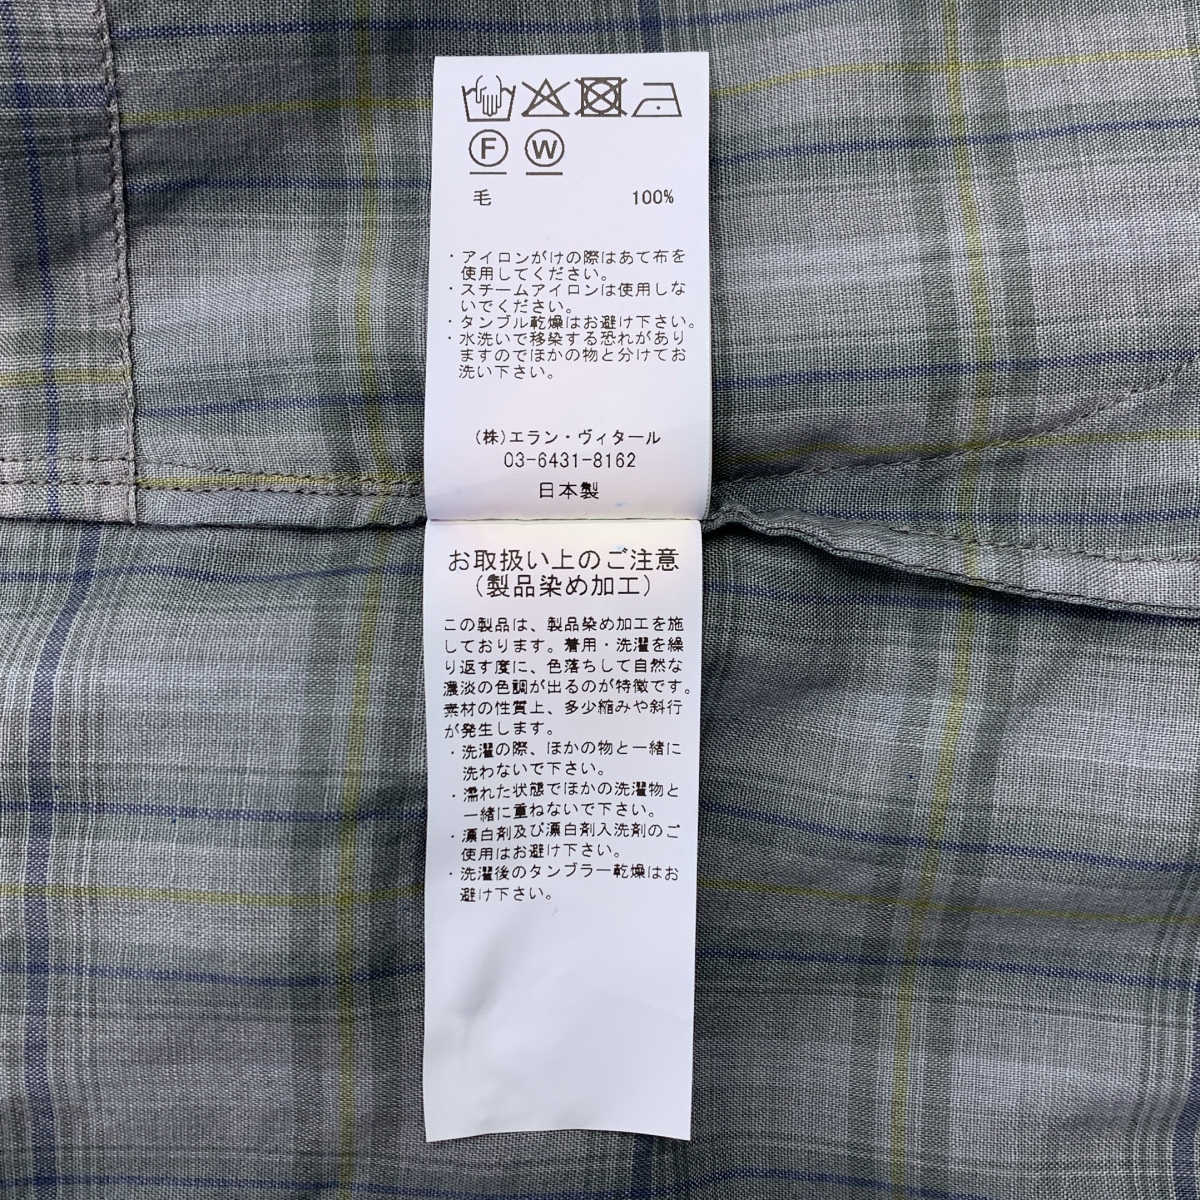 F W
毛 100%
・アイロンがけの際はあて布を
使用してください。
・スチームアイロンは使用しな
いでください。
・タンブル乾燥はお避け下さい。
・水洗いで移染する恐れがあり
ますのでほかの物と分けてお
洗い下さい。
(株)エラン・ヴィタール
03-6431-8162
日本製
お取扱い上のご注意
(製品染め加工)
この製品は、製品染め加工を施
しております。着用・洗濯を繰
り返す度に、色落ちして自然な
濃淡の色調が出るのが特徴です。
素材の性質上、多少縮みや斜行
が発生します。
・洗濯の際、ほかの物と一緒に
洗わないで下さい。
・濡れた状態でほかの洗濯物と
一緒に重ねないで下さい。
・漂白剤及び漂白剤入洗剤のご
使用はお避け下さい。
・洗濯後のタンブラー乾燥はお
避け下さい。